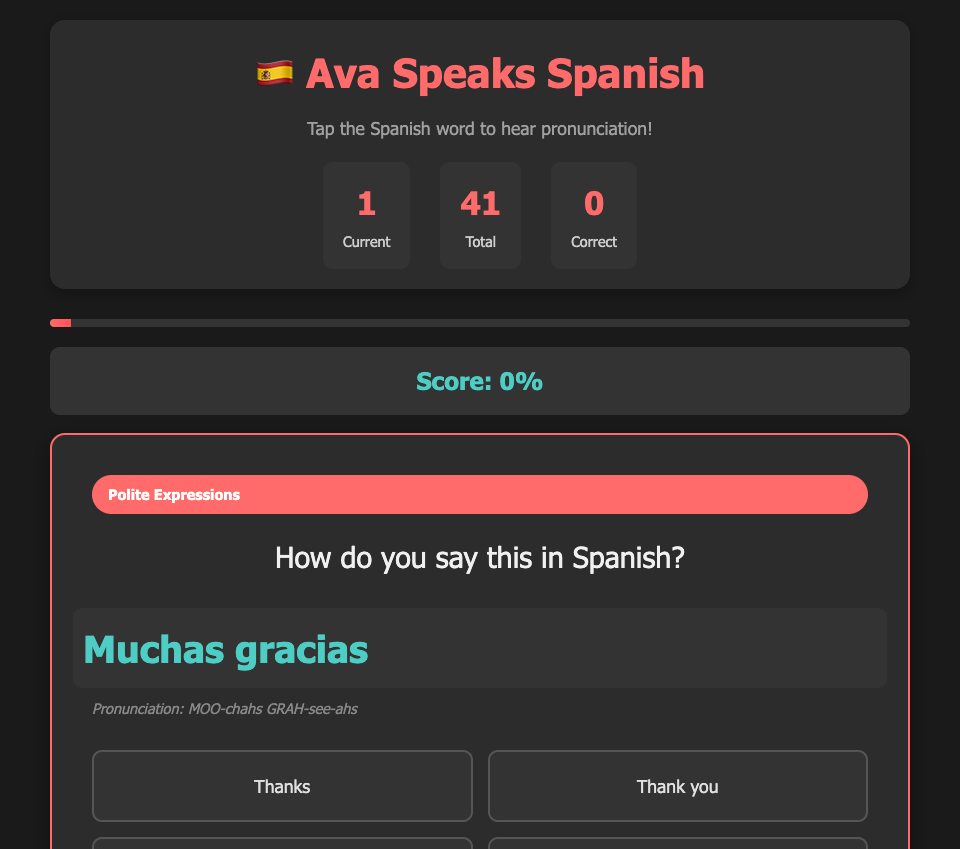 Ava Speaks Spanish
Tap the Spanish word to hear pronunciation!
1
Current
41
Total
0
Correct
Score: 0%
Polite Expressions
How do you say this in Spanish?
Muchas gracias
Pronunciation: MOO-chahs GRAH-see-ahs
Thanks
Thank you